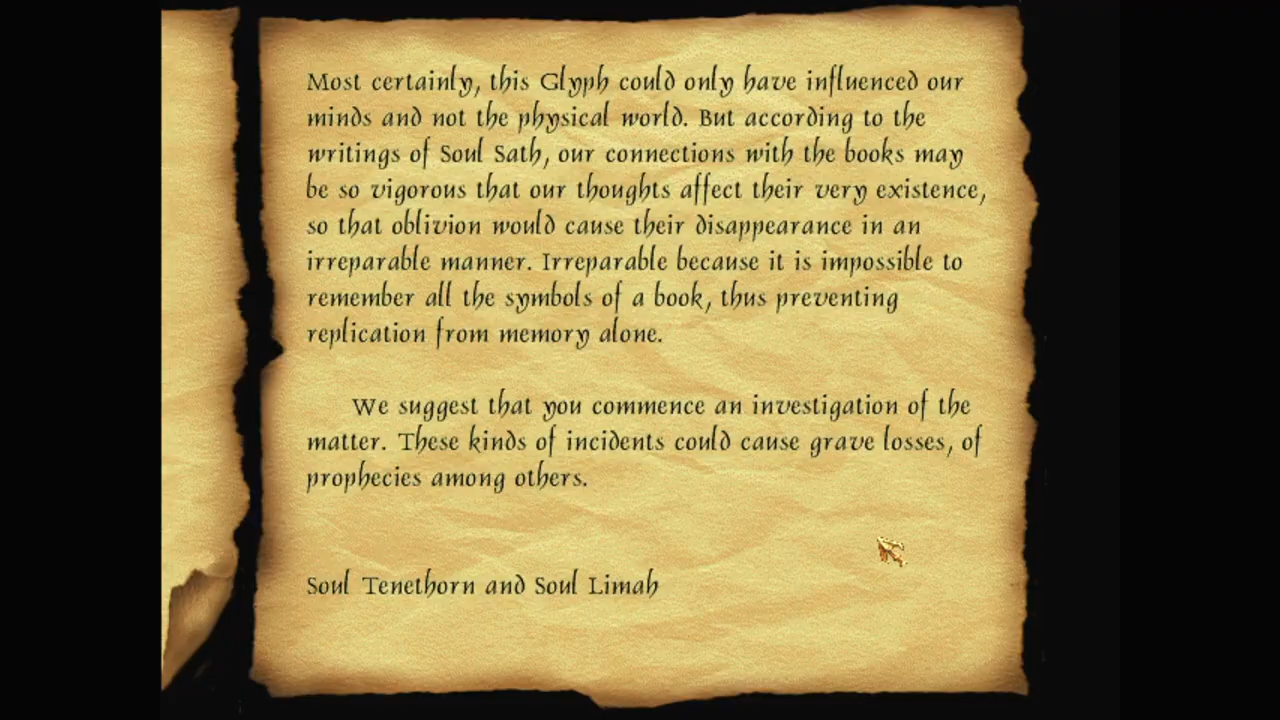 Most certainly, this Glyph could only have influenced our
minds and not the physical world. But according to the
writings of Soul Sath, our connections with the books may
be so vigorous that our thoughts affect their very existence,
so that oblivion would cause their disappearance in an
irreparable manner. Irreparable because it is impossible to
remember all the symbols of a book, thus preventing
replication from memory alone.
We suggest that you commence an investigation of the
matter. These kinds of incidents could cause grave losses, of
prophecies among others.
Soul Tenethorn and Soul Limah